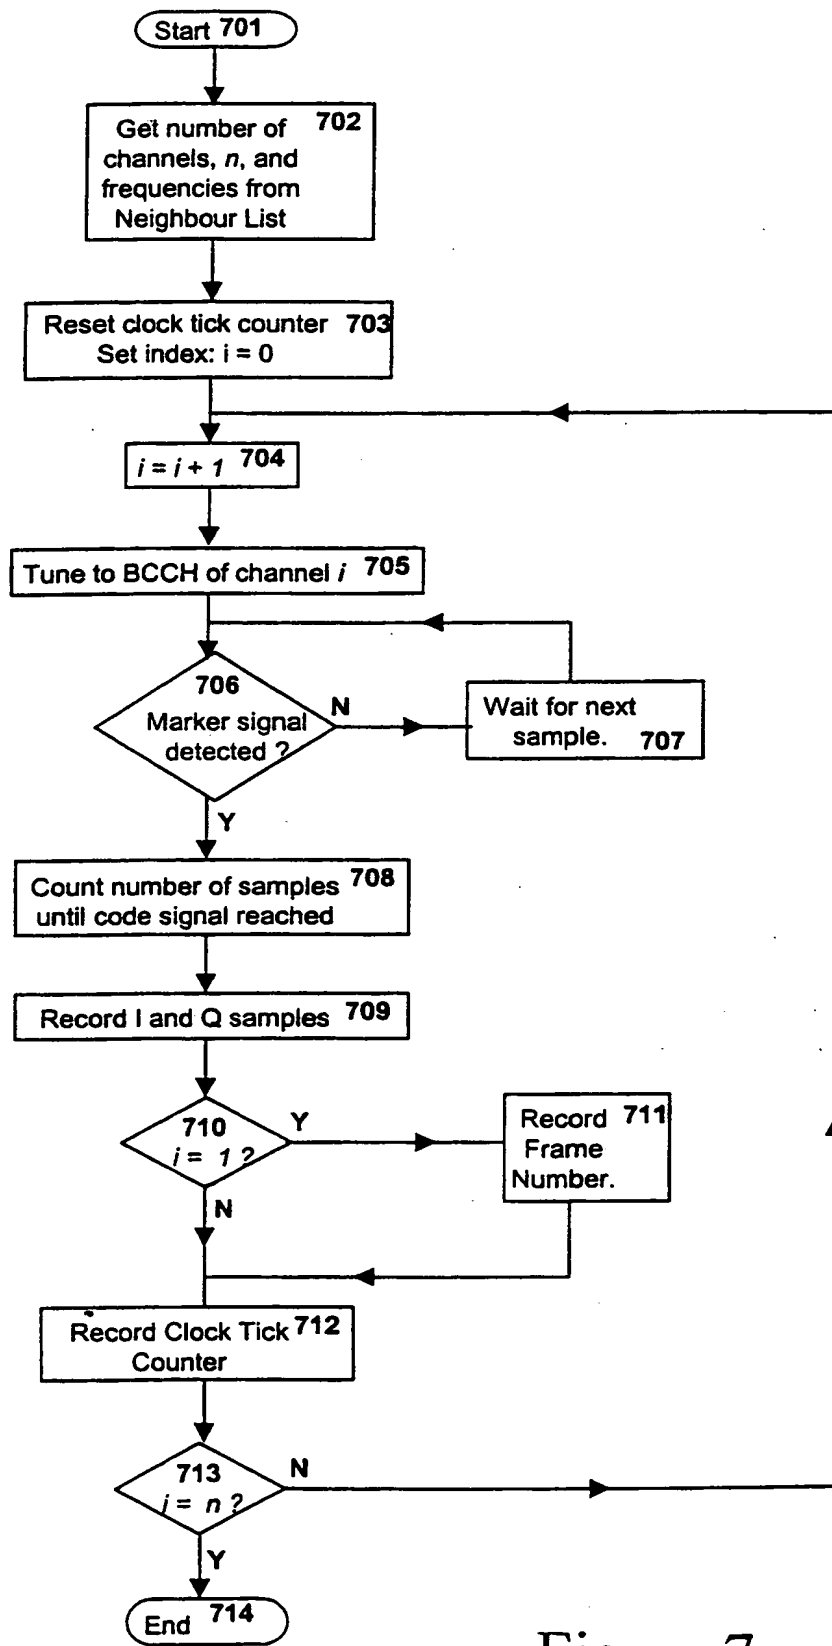 Start 701
Get number of 702
channels, n, and
frequencies from
Neighbour List
Reset clock tick counter 703
Set index: i = 0
i = i + 1 704
Tune to BCCH of channel i 705
706
Marker signal
detected ?
N
Wait for next
sample. 707
Y
Count number of samples 708
until code signal reached
Record I and Q samples 709
710
i = 1 ?
Y
Record 711
Frame
Number.
N
Record Clock Tick 712
Counter
713
i = n ?
N
Y
End 714